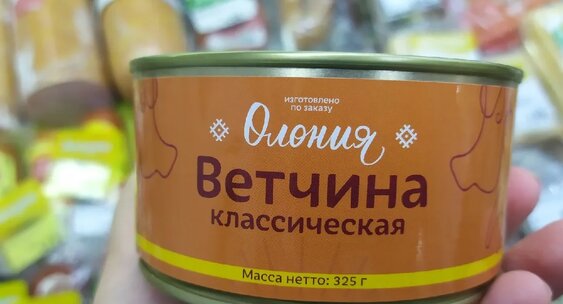 изготовлено
по заказу
Олония
Ветчина
классическая
Масса нетто: 325 г